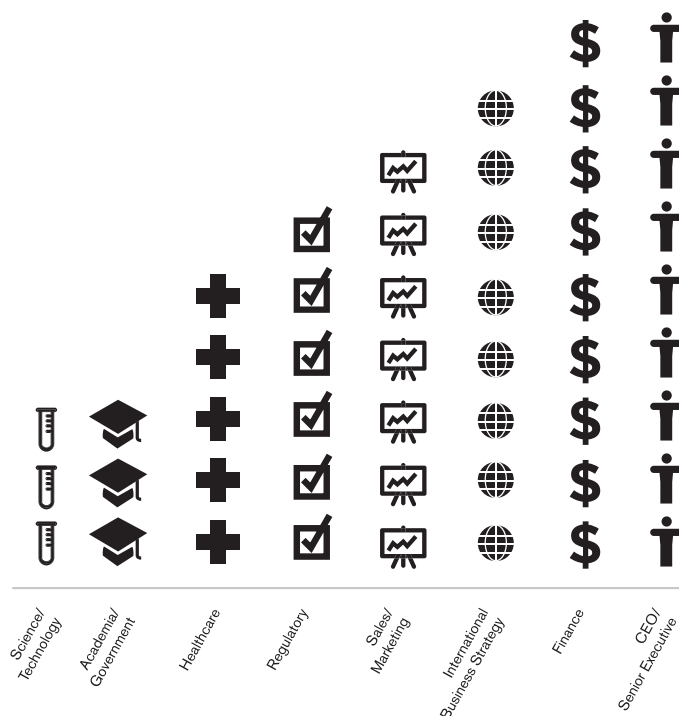 Science/
Technology
Academia/
Government
Healthcare
Regulatory
Sales/
Marketing
International
Business Strategy
Finance
CEO/
Senior Executive